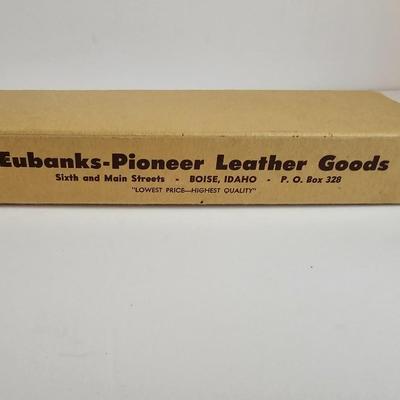 Eubanks-Pioneer Leather Goods
Sixth and Main Streets - BOISE, IDAHO - P. O. Box 328
"LOWEST PRICE—HIGHEST QUALITY"